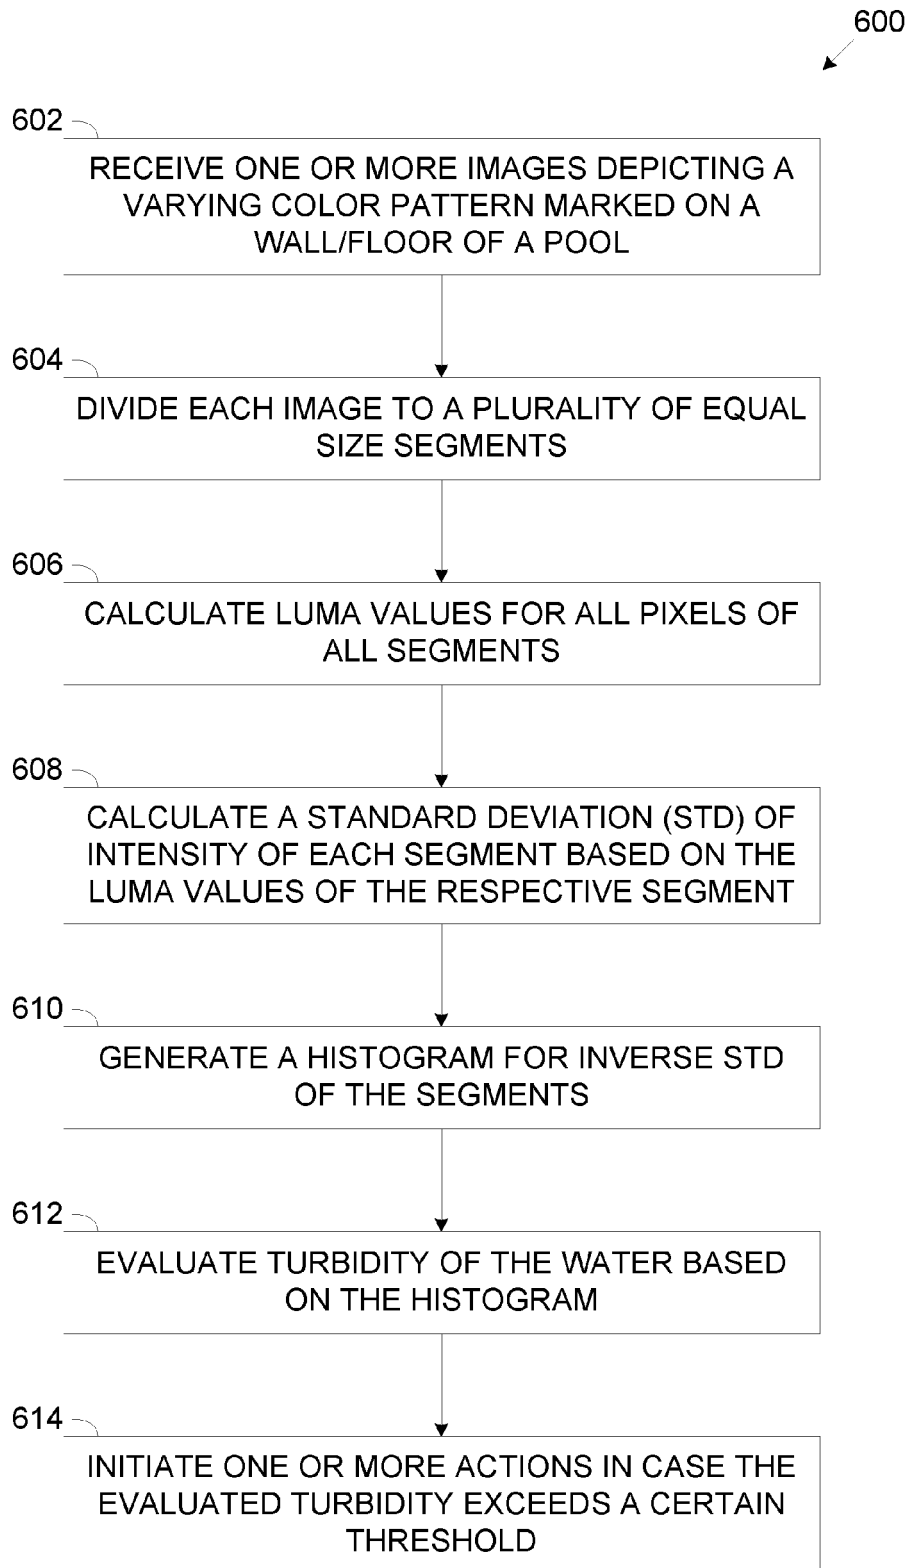 600
602
RECEIVE ONE OR MORE IMAGES DEPICTING A
VARYING COLOR PATTERN MARKED ON A
WALL/FLOOR OF A POOL
604
DIVIDE EACH IMAGE TO A PLURALITY OF EQUAL
SIZE SEGMENTS
606
CALCULATE LUMA VALUES FOR ALL PIXELS OF
ALL SEGMENTS
608
CALCULATE A STANDARD DEVIATION (STD) OF
INTENSITY OF EACH SEGMENT BASED ON THE
LUMA VALUES OF THE RESPECTIVE SEGMENT
610
GENERATE A HISTOGRAM FOR INVERSE STD
OF THE SEGMENTS
612
EVALUATE TURBIDITY OF THE WATER BASED
ON THE HISTOGRAM
614
INITIATE ONE OR MORE ACTIONS IN CASE THE
EVALUATED TURBIDITY EXCEEDS A CERTAIN
THRESHOLD